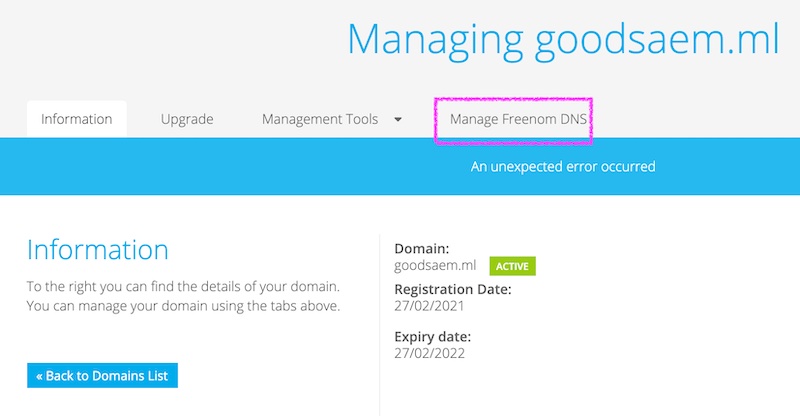 Managing goodsaem.ml
Information Upgrade Management Tools Manage Freenom DNS
An unexpected error occurred
Information
To the right you can find the details of your domain.
You can manage your domain using the tabs above.
« Back to Domains List
Domain:
goodsaem.ml ACTIVE
Registration Date:
27/02/2021
Expiry date:
27/02/2022